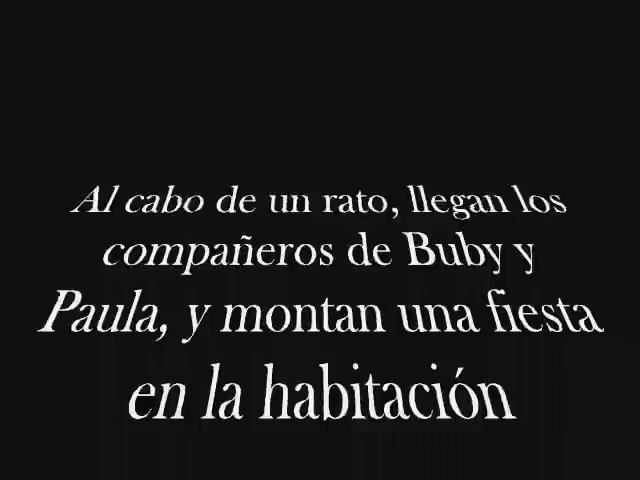 Al cabo de un rato, llegan los
compañeros de Buby y
Paula, y montan una fiesta
en la habitación